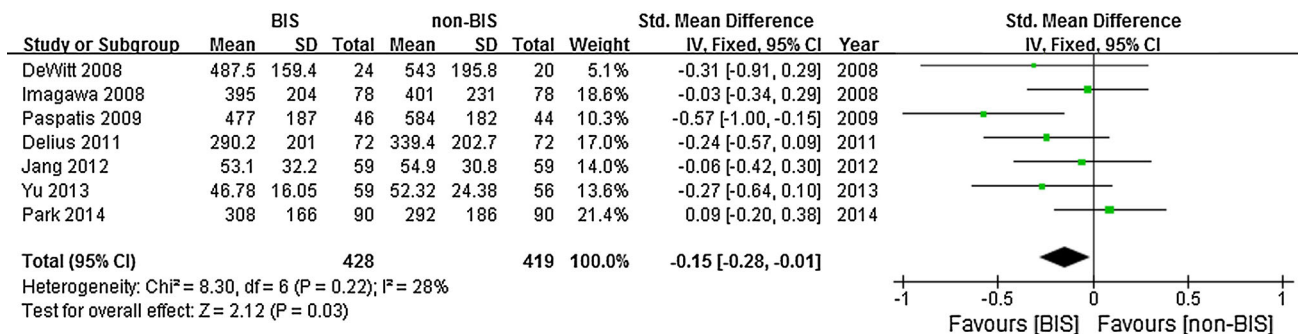 BIS non-BIS Std. Mean Difference Std. Mean Difference
Study or Subgroup Mean SD Total Mean SD Total Weight IV, Fixed, 95% CI Year IV, Fixed, 95% CI
DeWitt 2008 487.5 159.4 24 543 195.8 20 5.1% -0.31 [-0.91, 0.29] 2008
Imagawa 2008 395 204 78 401 231 78 18.6% -0.03 [-0.34, 0.29] 2008
Paspatis 2009 477 187 46 584 182 44 10.3% -0.57 [-1.00, -0.15] 2009
Delius 2011 290.2 201 72 339.4 202.7 72 17.0% -0.24 [-0.57, 0.09] 2011
Jang 2012 53.1 32.2 59 54.9 30.8 59 14.0% -0.06 [-0.42, 0.30] 2012
Yu 2013 46.78 16.05 59 52.32 24.38 56 13.6% -0.27 [-0.64, 0.10] 2013
Park 2014 308 166 90 292 186 90 21.4% 0.09 [-0.20, 0.38] 2014
Total (95% CI) 428 419 100.0% -0.15 [-0.28, -0.01]
Heterogeneity: Chi² = 8.30, df = 6 (P = 0.22); I² = 28%
Test for overall effect: Z = 2.12 (P = 0.03)
-1 -0.5 0 0.5 1
Favours [BIS] Favours [non-BIS]